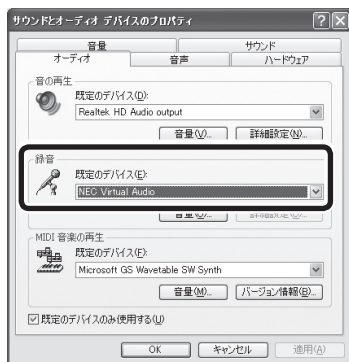 サウンドとオーディオ デバイスのプロパティ
音量 サウンド
オーディオ 音声 ハードウェア
音の再生
既定のデバイス(D):
Realtek HD Audio output
音量(V)... 詳細設定(N)...
録音
既定のデバイス(E):
NEC Virtual Audio
MIDI 音楽の再生
既定のデバイス(F):
Microsoft GS Wavetable SW Synth
音量(M)... バージョン情報(B)...
既定のデバイスのみ使用する(U)
OK キャンセル 適用(A)